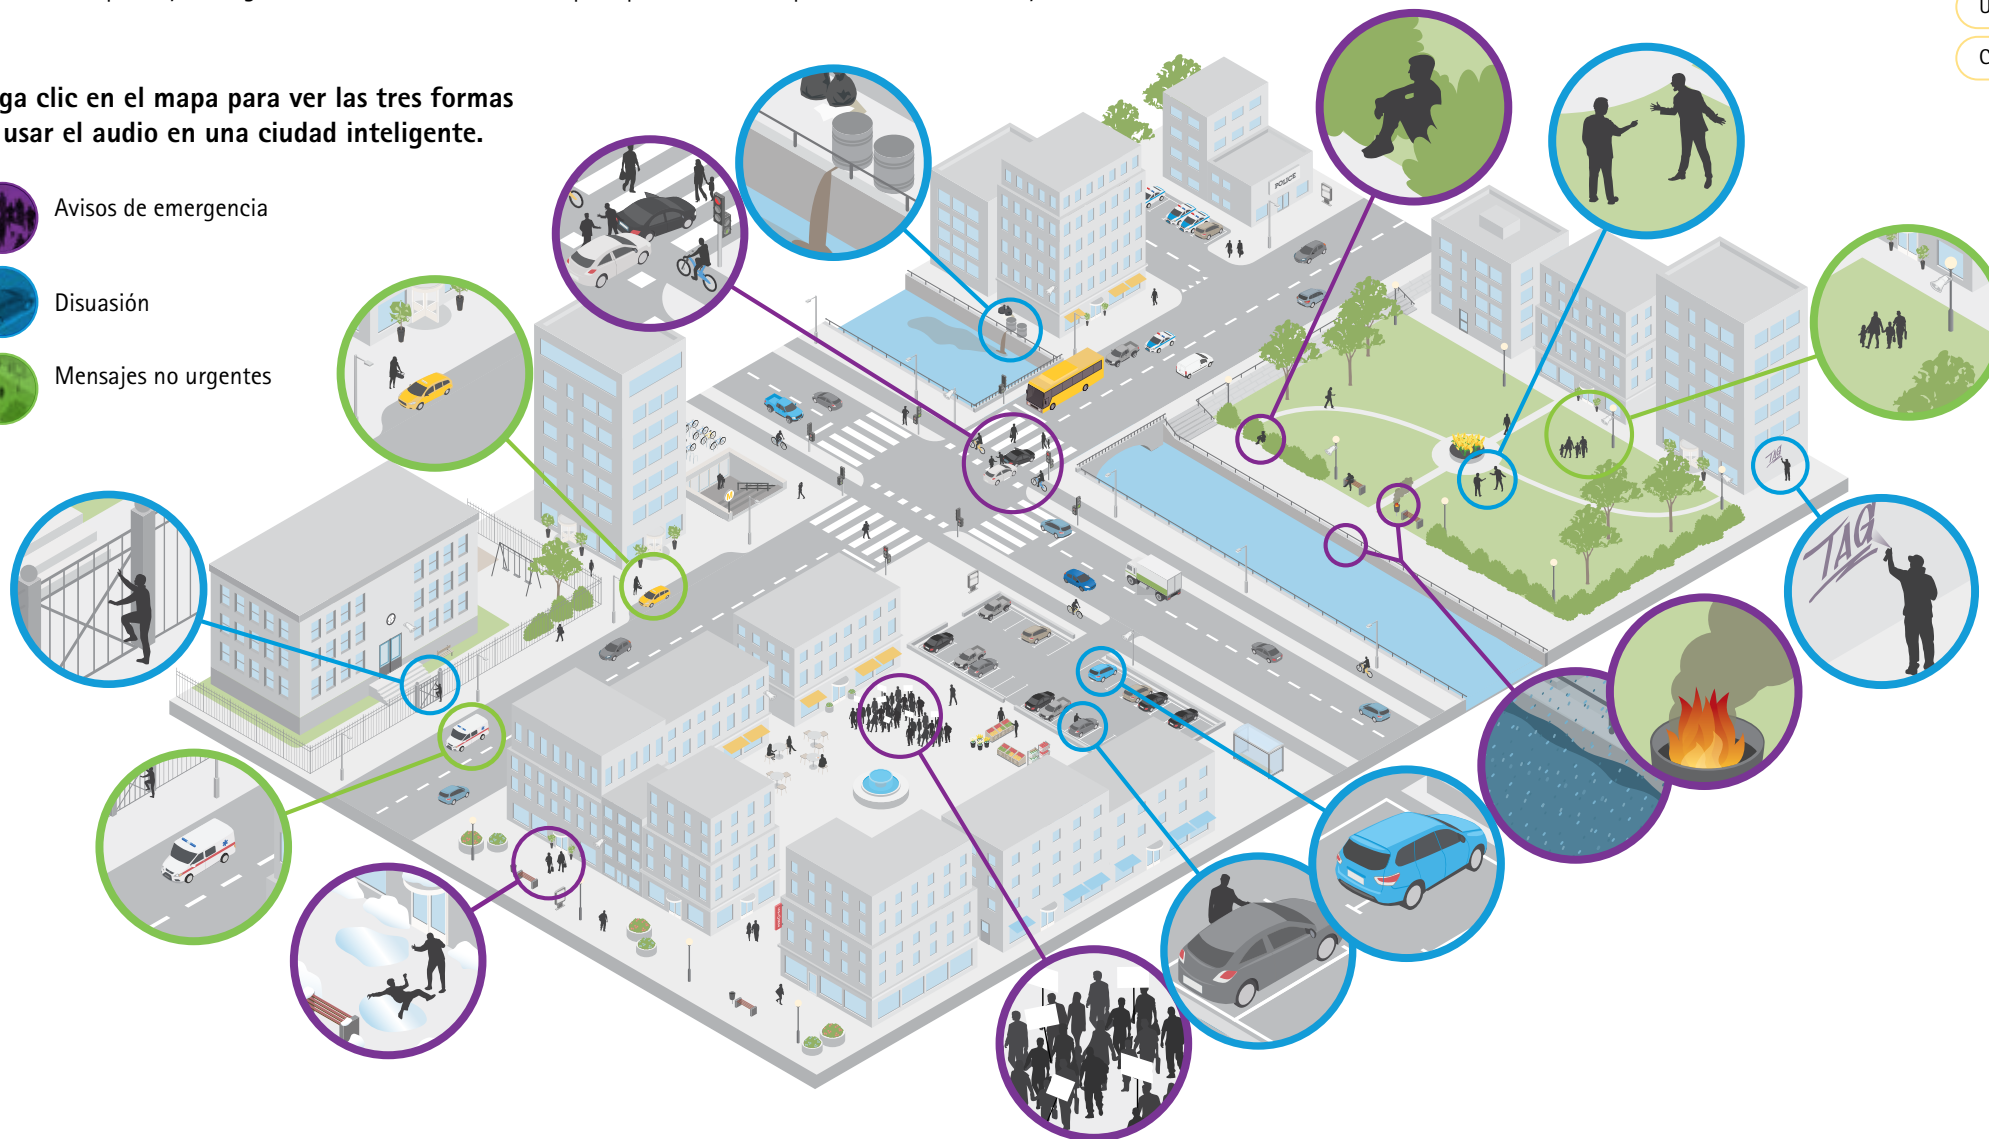 ga clic en el mapa para ver las tres formas
usar el audio en una ciudad inteligente.
Avisos de emergencia
Disuasión
Mensajes no urgentes
POLICE
TAG
TAG